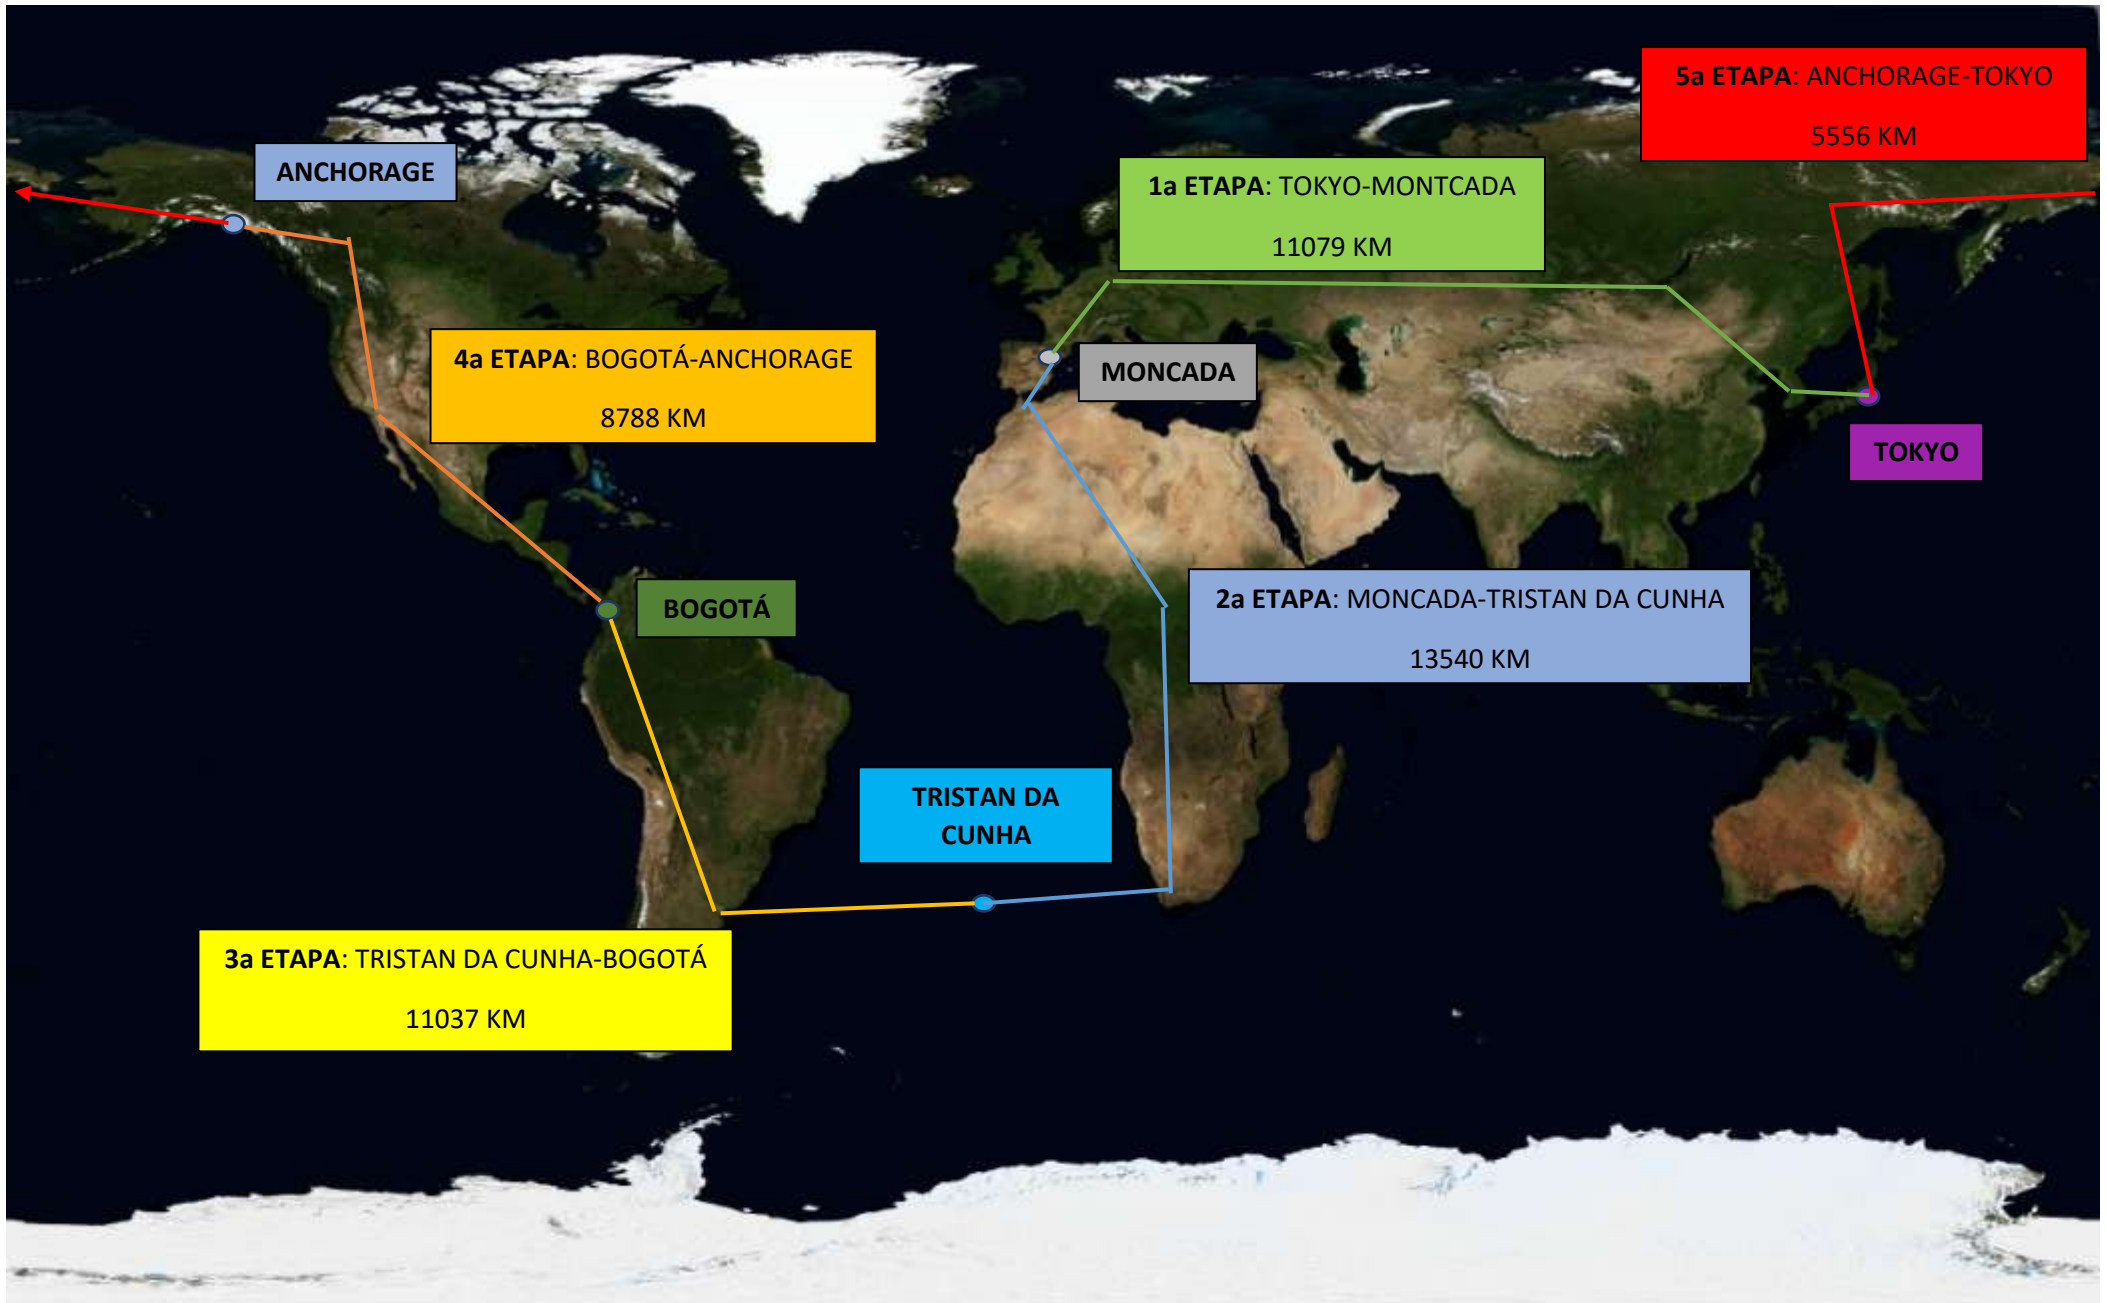 5a ETAPA: ANCHORAGE-TOKYO
5556 KM
ANCHORAGE
1a ETAPA: TOKYO-MONTCADA
11079 KM
4a ETAPA: BOGOTÁ-ANCHORAGE
8788 KM
MONCADA
TOKYO
BOGOTÁ
2a ETAPA: MONCADA-TRISTAN DA CUNHA
13540 KM
TRISTAN DA
CUNHA
3a ETAPA: TRISTAN DA CUNHA-BOGOTÁ
11037 KM